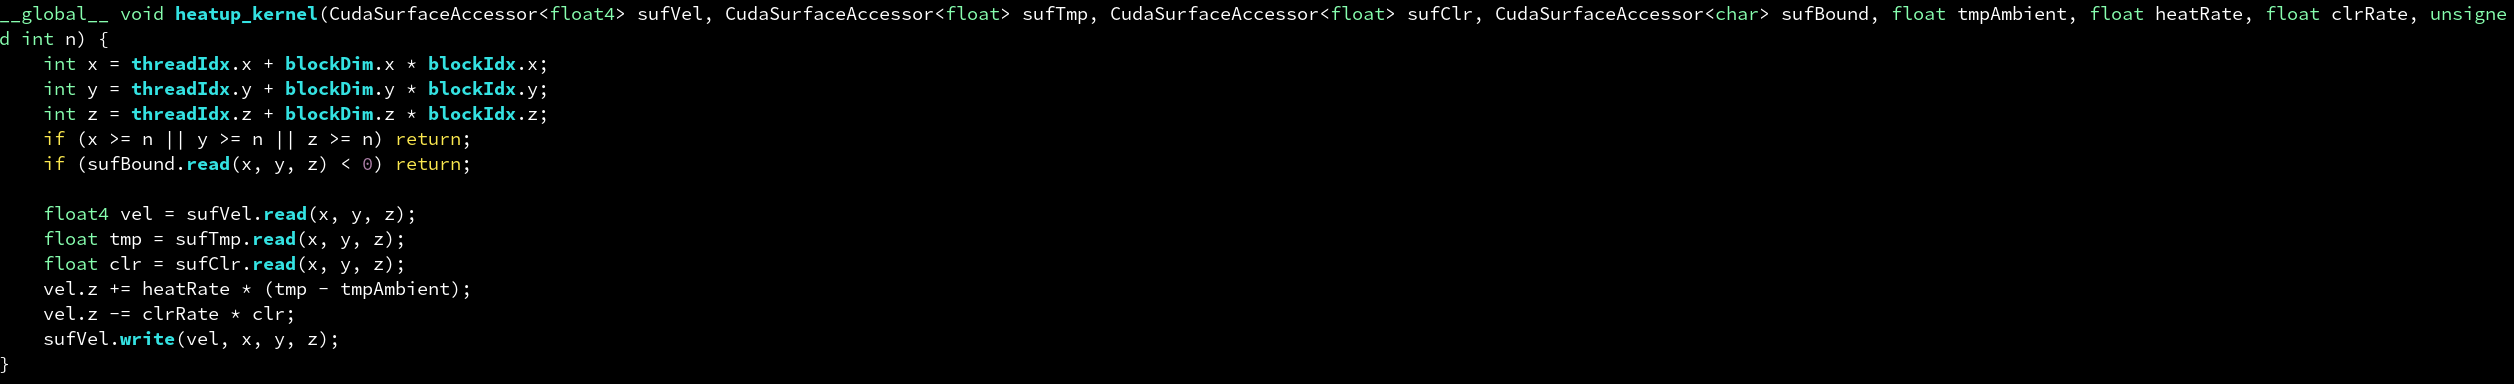 __global__ void heatup_kernel(CudaSurfaceAccessor<float4> sufVel, CudaSurfaceAccessor<float> sufTmp, CudaSurfaceAccessor<float> sufClr, CudaSurfaceAccessor<char> sufBound, float tmpAmbient, float heatRate, float clrRate, unsigne
d int n) {
    int x = threadIdx.x + blockDim.x * blockIdx.x;
    int y = threadIdx.y + blockDim.y * blockIdx.y;
    int z = threadIdx.z + blockDim.z * blockIdx.z;
    if (x >= n || y >= n || z >= n) return;
    if (sufBound.read(x, y, z) < 0) return;

    float4 vel = sufVel.read(x, y, z);
    float tmp = sufTmp.read(x, y, z);
    float clr = sufClr.read(x, y, z);
    vel.z += heatRate * (tmp - tmpAmbient);
    vel.z -= clrRate * clr;
    sufVel.write(vel, x, y, z);
}